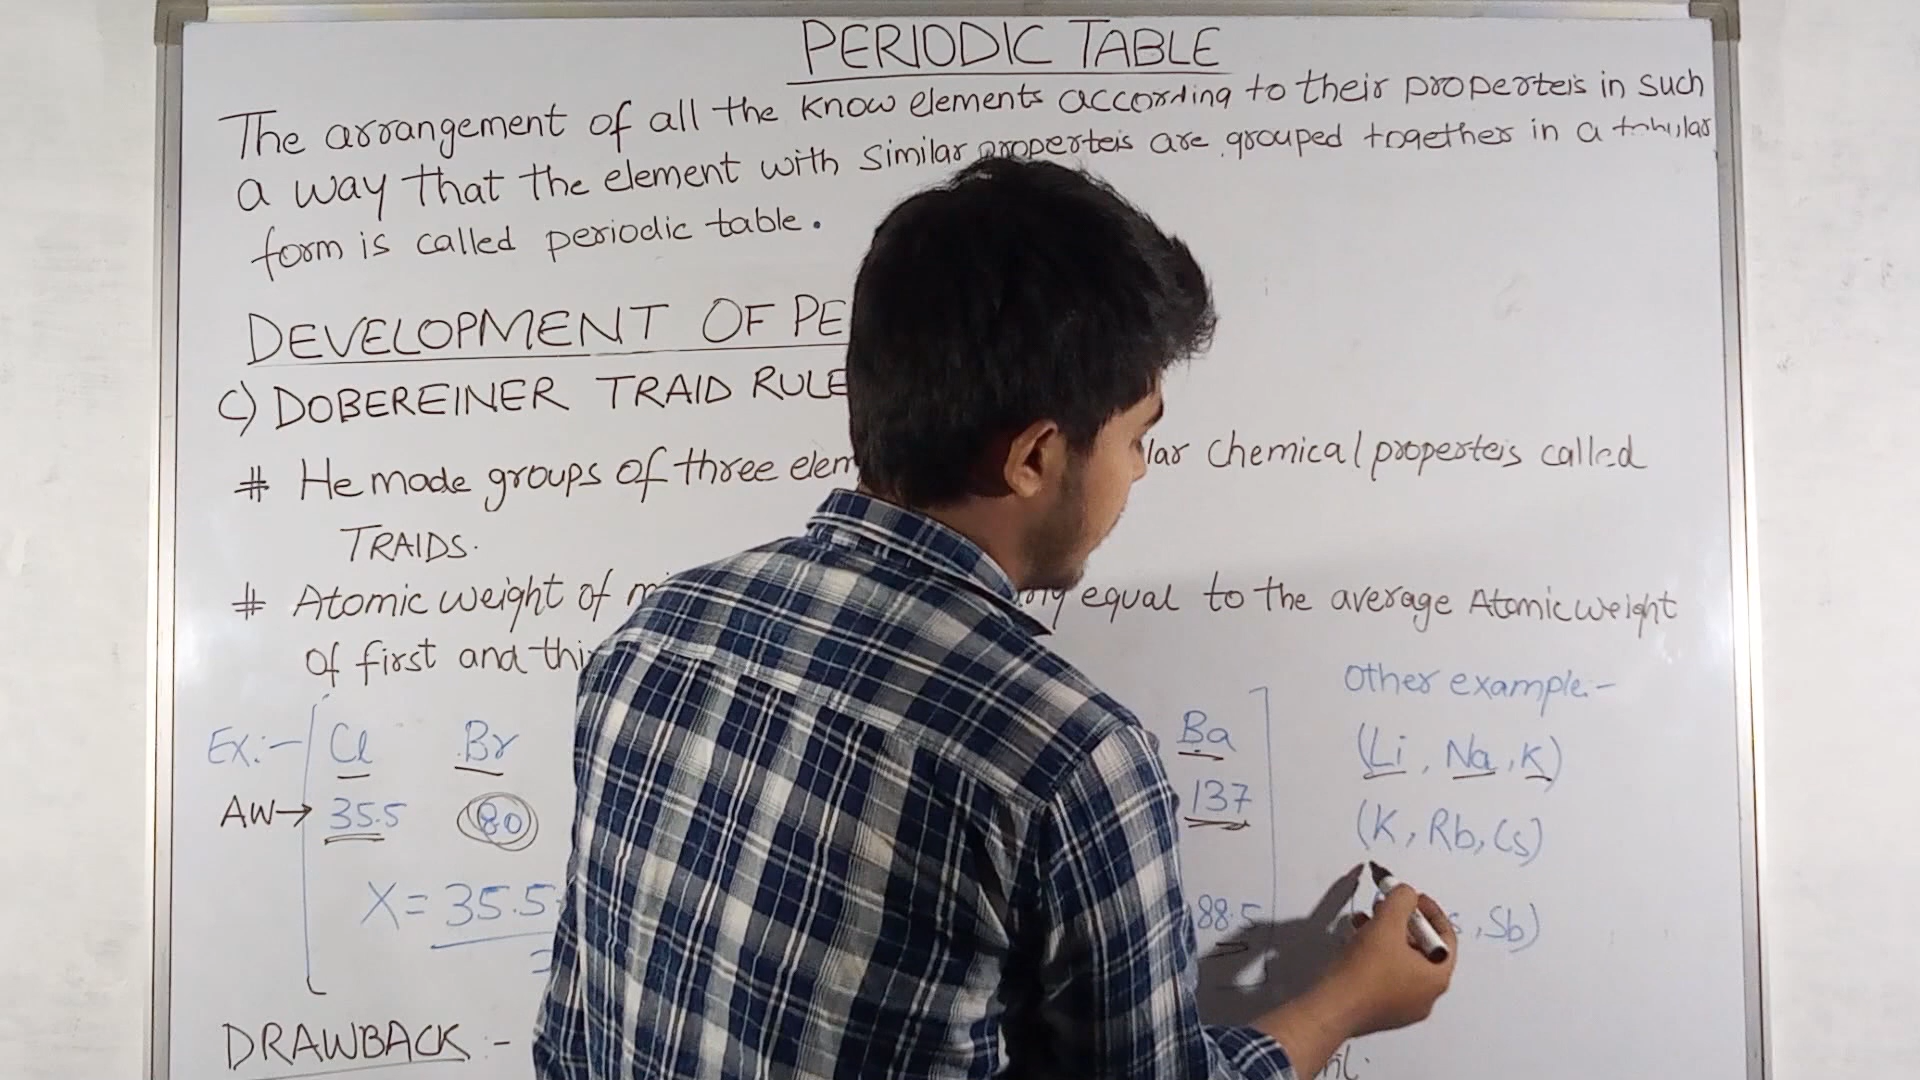 PERIODIC TABLE
The arrangement of all the know elements according to their properteis in such
a way that the element with similar properteis are grouped together in a tabular
form is called periodic table.
DEVELOPMENT OF PE
C) DOBEREINER TRAID RULE
# He made groups of three elem lar chemical properteis called
TRAIDS.
# Atomic weight of equal to the average Atomic weight
of first and thi
Other example:-
Ex:- Cl Br Ba (Li, Na, K)
AW→ 35.5 80 137 (K, Rb, Cs)
X= 35.5 88.5 , Sb)
DRAWBACK :-